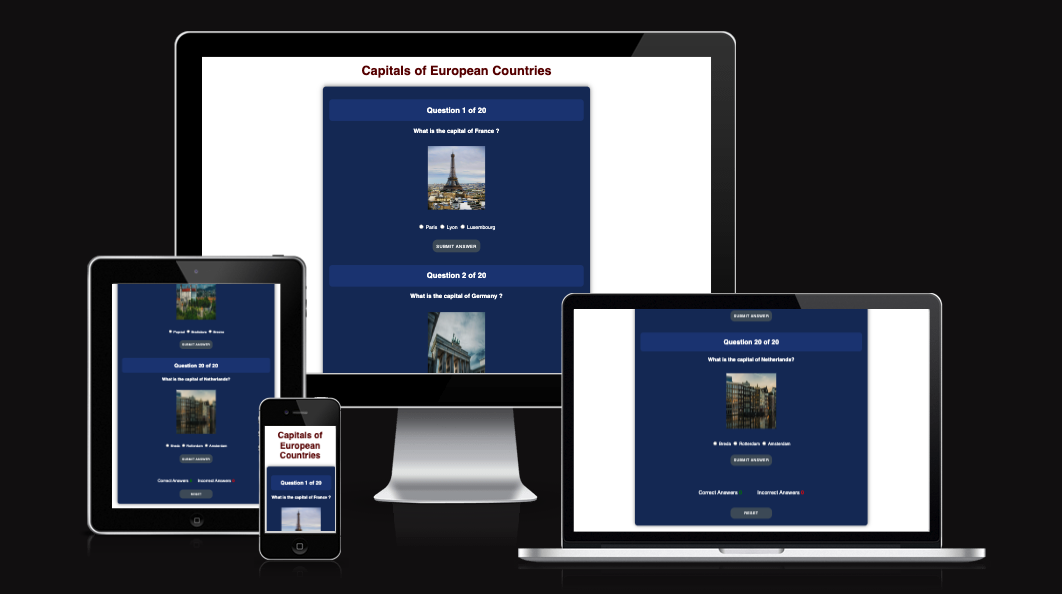 Capitals of European Countries
Question 1 of 20
What is the capital of France ?
Paris Lyon Luxembourg
SUBMIT ANSWER
Question 2 of 20
What is the capital of Germany ?
Poprad Bratislava Brezno
SUBMIT ANSWER
Question 20 of 20
What is the capital of Netherlands?
Breda Rotterdam Amsterdam
SUBMIT ANSWER
Correct Answers Incorrect Answers
RESET
Capitals of
European
Countries
Question 1 of 20
What is the capital of France ?
SUBMIT ANSWER
Question 20 of 20
What is the capital of Netherlands?
Breda Rotterdam Amsterdam
SUBMIT ANSWER
Correct Answers Incorrect Answers
RESET